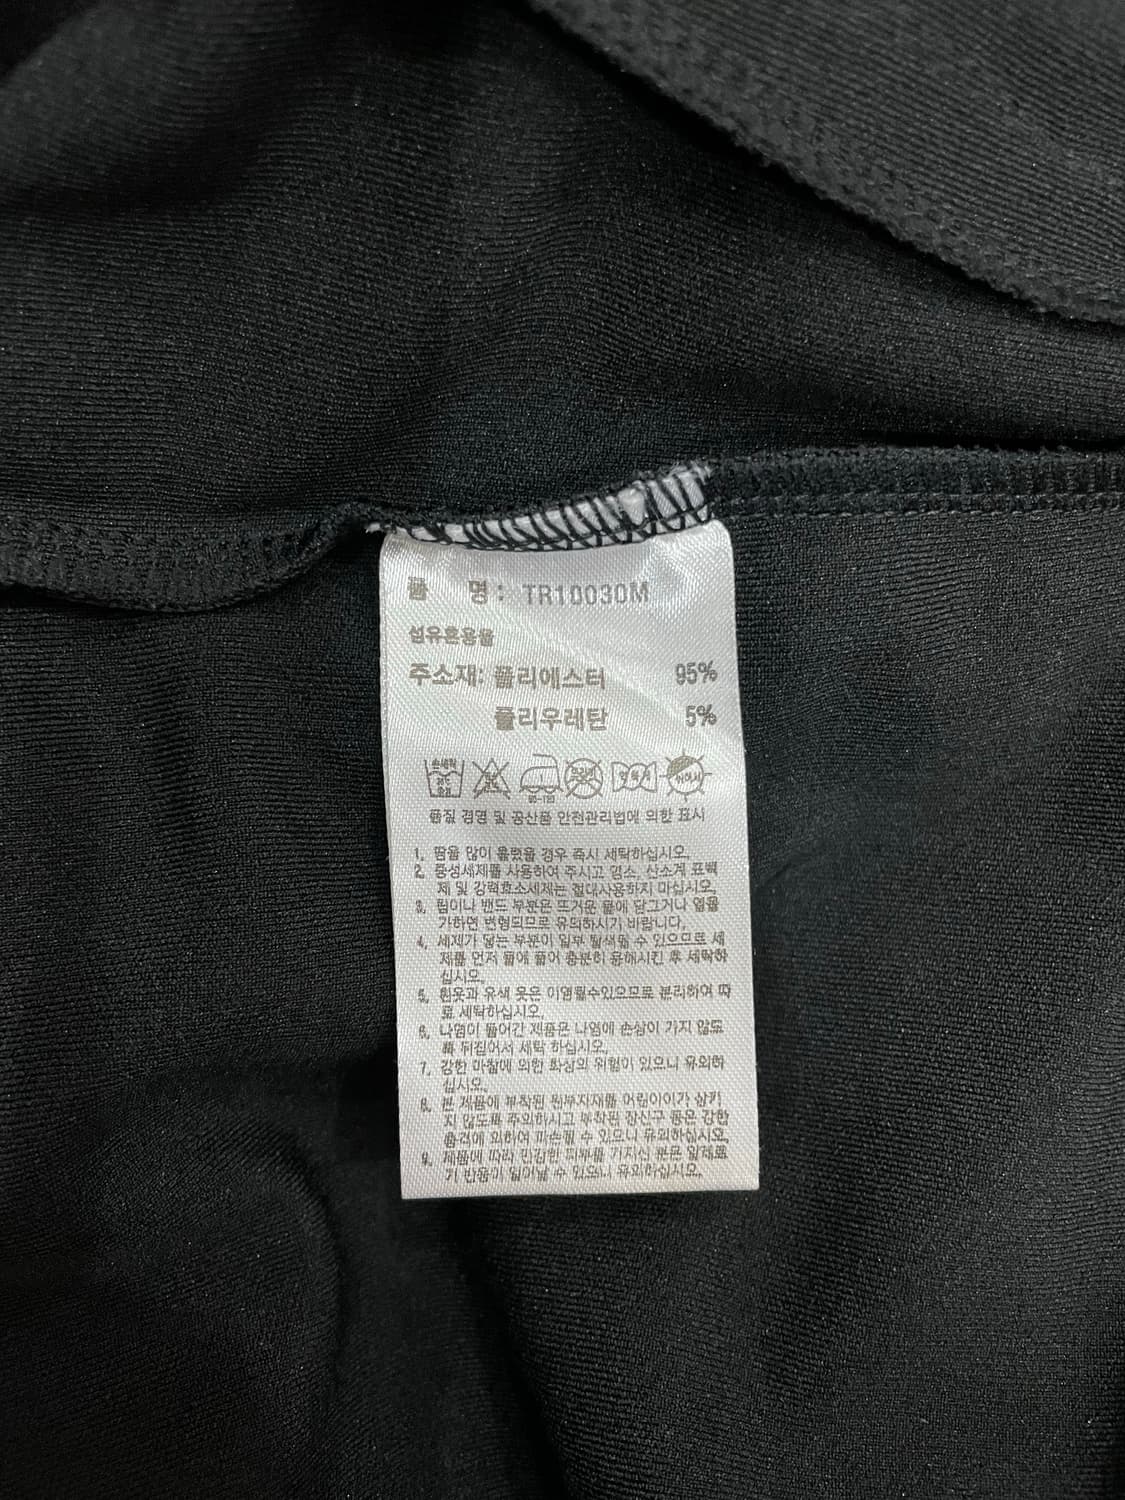 품 명: TR10030M
섬유혼용율
주소재: 폴리에스터 95%
폴리우레탄 5%
손세탁
품질 경영 및 공산품 안전관리법에 의한 표시
1. 땀을 많이 흘렸을 경우 즉시 세탁하십시오.
2. 중성세제를 사용하여 주시고 염소, 산소계 표백
제 및 강력효소세제는 절대사용하지 마십시오.
3. 텀이나 밴드 부분은 뜨거운 물에 담그거나 열을
가하면 변형되므로 유의하시기 바랍니다.
4. 세제가 닿는 부분이 일부 탈색될 수 있으므로 세
제를 먼저 물에 풀어 충분히 용해시킨 후 세탁하
십시오.
5. 흰옷과 유색 옷은 이염될수있으므로 분리하여 따
로 세탁하십시오.
6. 나염이 들어간 제품은 나염에 손상이 가지 않도
록 뒤집어서 세탁 하십시오.
7. 강한 마찰에 의한 화상의 위험이 있으니 유의하
십시오.
8. 본 제품에 부착된 원부자재를 어린아이가 삼키
지 않도록 주의하시고 부착된 장신구 등은 강한
충격에 의하여 파손될 수 있으니 유의하십시오.
9. 제품에 따라 민감한 피부를 가지신 분은 알레르
기 반응이 일어날 수 있으니 유의하십시오.